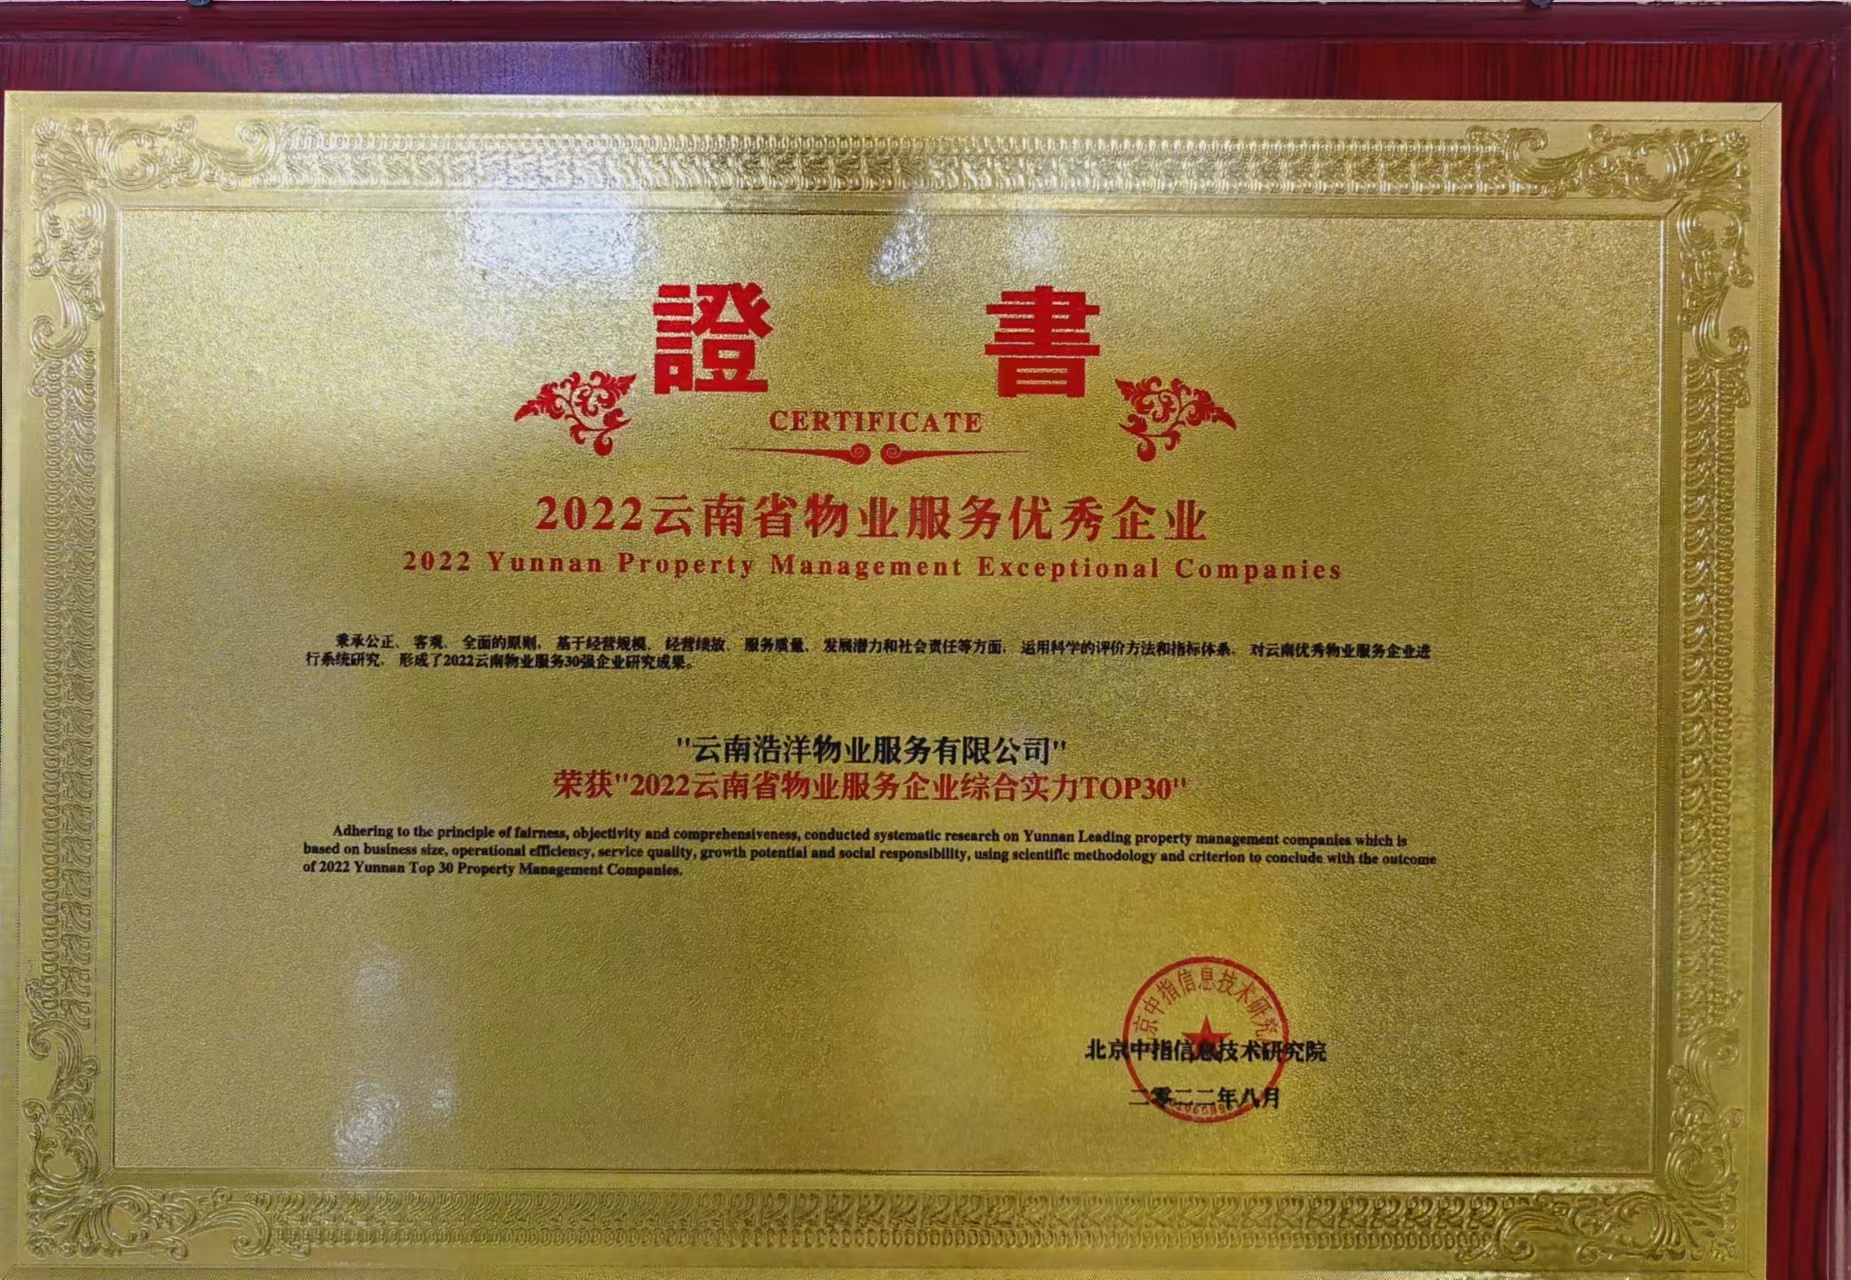 證 書
CERTIFICATE
2022云南省物业服务优秀企业
2022 Yunnan Property Management Exceptional Companies
秉承公正、客观、全面的原则，基于经营规模、经营绩效、服务质量、发展潜力和社会责任等方面，运用科学的评价方法和指标体系，对云南优秀物业服务企业进
行系统研究，形成了2022云南物业服务30强企业研究成果。
"云南浩洋物业服务有限公司"
荣获"2022云南省物业服务企业综合实力TOP30"
Adhering to the principle of fairness, objectivity and comprehensiveness, conducted systematic research on Yunnan Leading property management companies which is
based on business size, operational efficiency, service quality, growth potential and social responsibility, using scientific methodology and criterion to conclude with the outcome
of 2022 Yunnan Top 30 Property Management Companies.
京中指信息技术研究
北京中指信息技术研究院
二零二二年八月